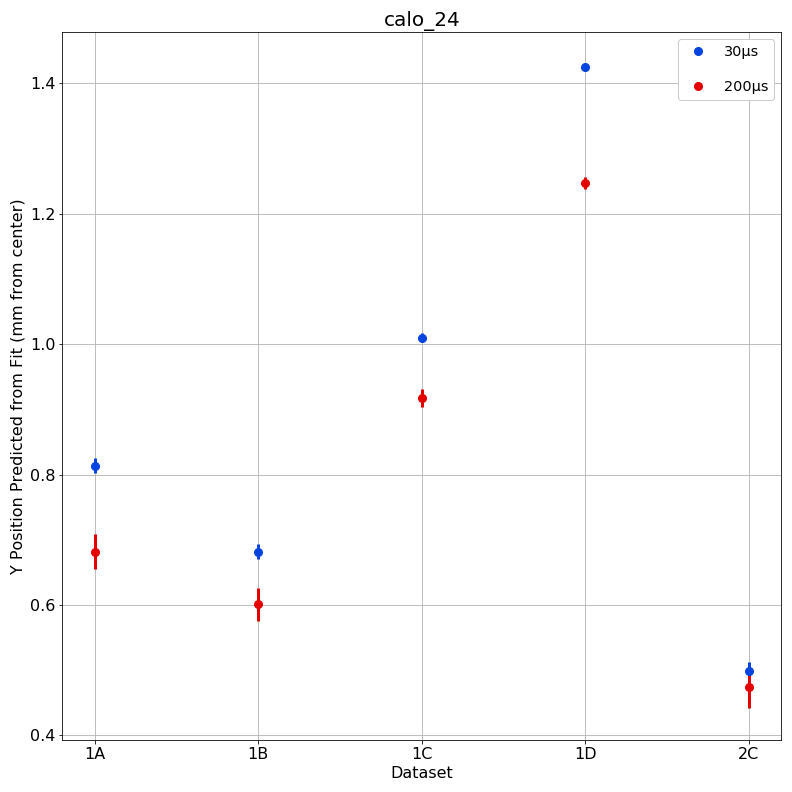 calo_24
30µs
200µs
Y Position Predicted from Fit (mm from center)
1.4
1.2
1.0
0.8
0.6
0.4
1A 1B 1C 1D 2C
Dataset